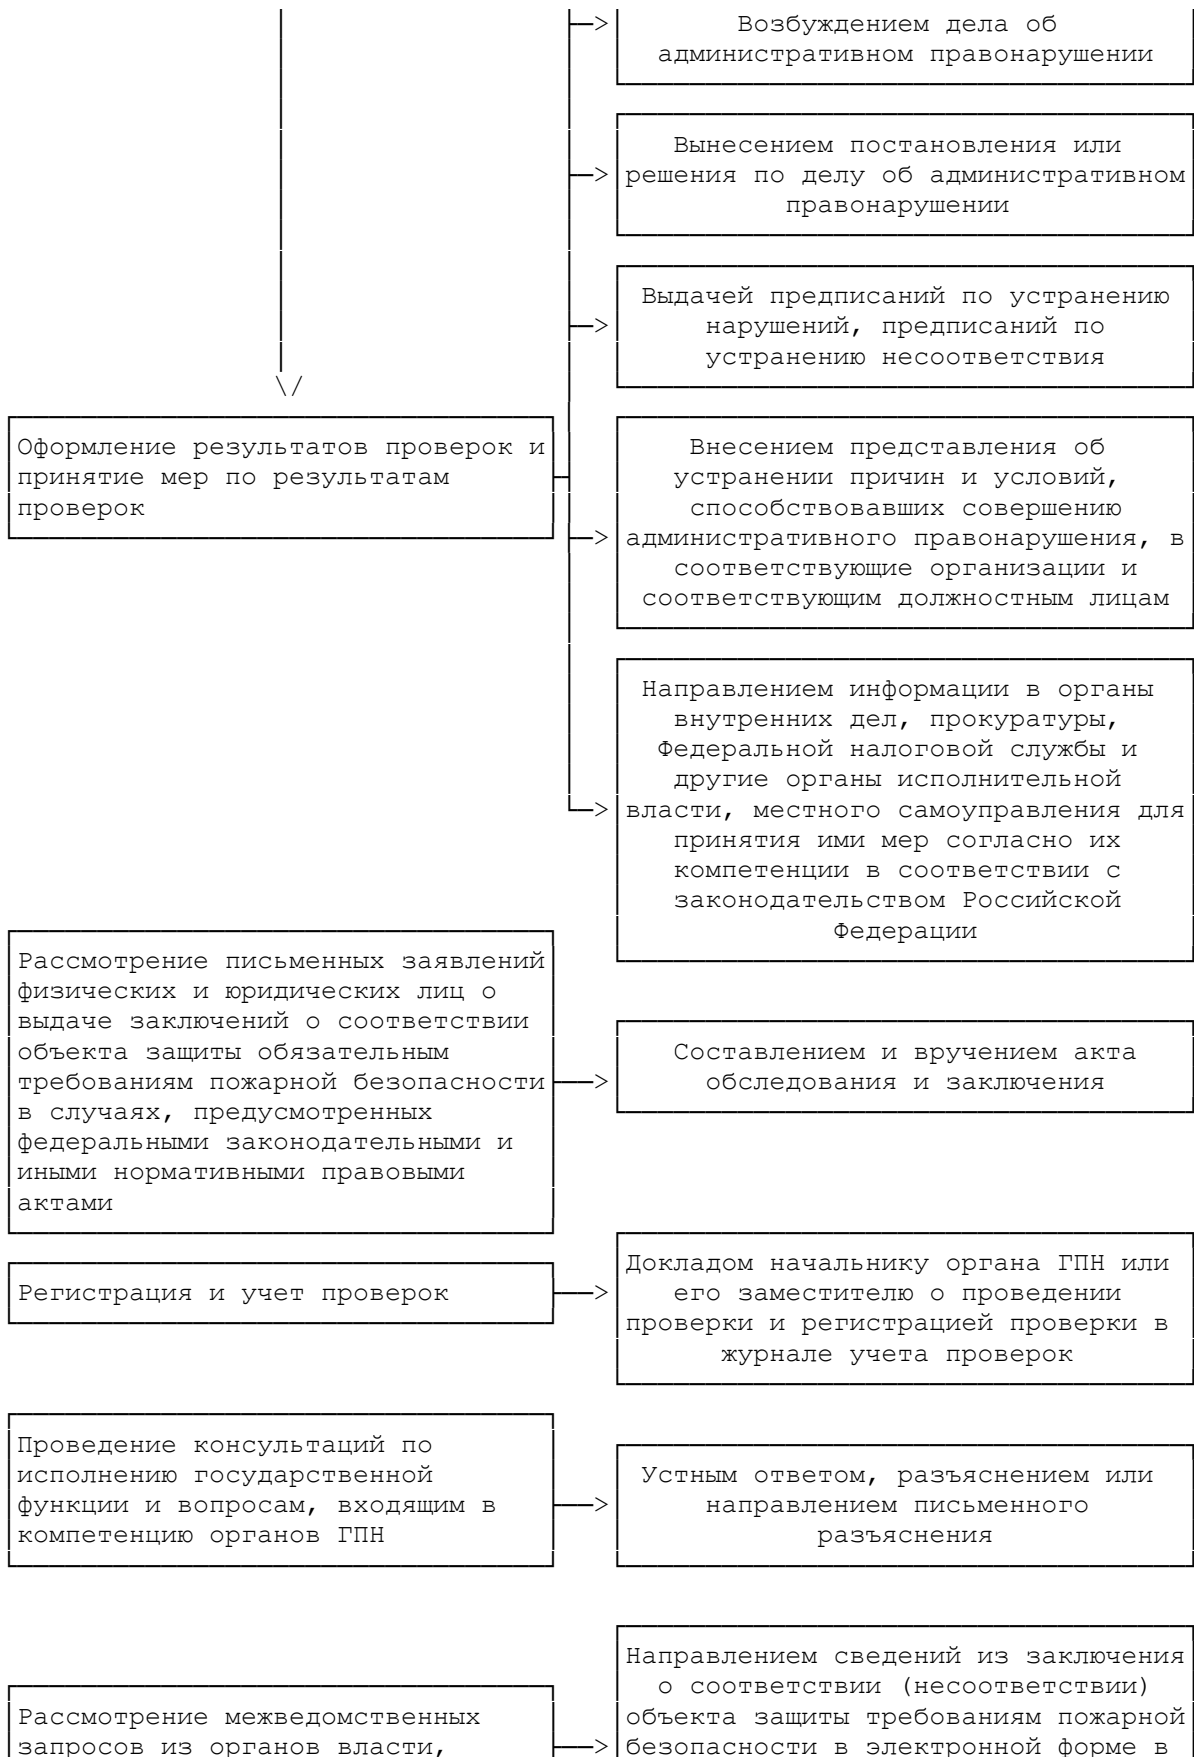 Возбуждением дела об
административном правонарушении
Вынесением постановления или
решения по делу об административном
правонарушении
Выдачей предписаний по устранению
нарушений, предписаний по
устранению несоответствия
Оформление результатов проверок и
принятие мер по результатам
проверок
Внесением представления об
устранении причин и условий,
способствовавших совершению
административного правонарушения, в
соответствующие организации и
соответствующим должностным лицам
Направлением информации в органы
внутренних дел, прокуратуры,
Федеральной налоговой службы и
другие органы исполнительной
власти, местного самоуправления для
принятия ими мер согласно их
компетенции в соответствии с
законодательством Российской
Федерации
Рассмотрение письменных заявлений
физических и юридических лиц о
выдаче заключений о соответствии
объекта защиты обязательным
требованиям пожарной безопасности
в случаях, предусмотренных
федеральными законодательными и
иными нормативными правовыми
актами
Составлением и вручением акта
обследования и заключения
Регистрация и учет проверок
Докладом начальнику органа ГПН или
его заместителю о проведении
проверки и регистрацией проверки в
журнале учета проверок
Проведение консультаций по
исполнению государственной
функции и вопросам, входящим в
компетенцию органов ГПН
Устным ответом, разъяснением или
направлением письменного
разъяснения
Рассмотрение межведомственных
запросов из органов власти,
Направлением сведений из заключения
о соответствии (несоответствии)
объекта защиты требованиям пожарной
безопасности в электронной форме в